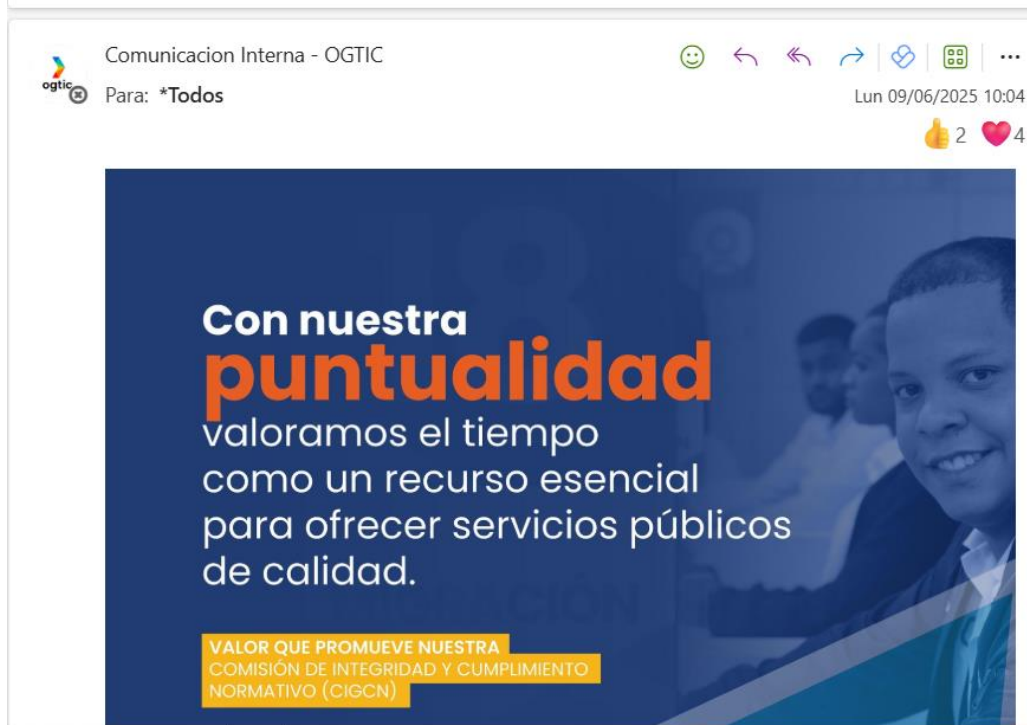 Comunicacion Interna - OGTIC
ogtic
Para: *Todos
Lun 09/06/2025 10:04
2 4
Con nuestra
puntualidad
valoramos el tiempo
como un recurso esencial
para ofrecer servicios públicos
de calidad.
MIGRACIÓN
VALOR QUE PROMUEVE NUESTRA
COMISIÓN DE INTEGRIDAD Y CUMPLIMIENTO
NORMATIVO (CIGCN)